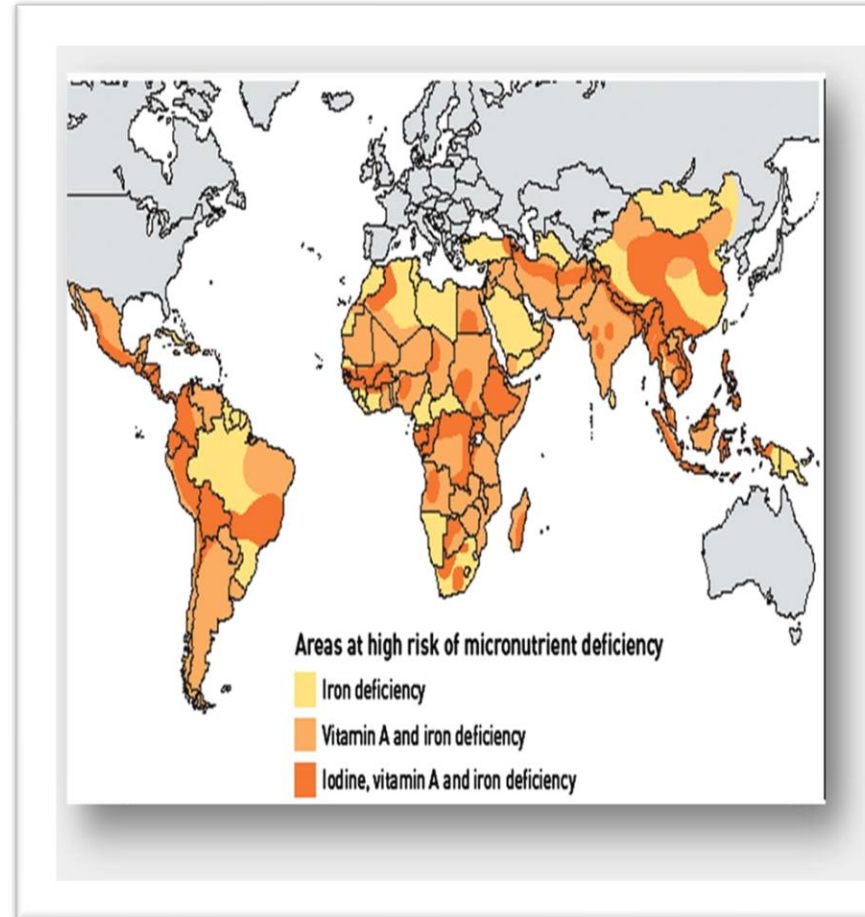 Areas at high risk of micronutrient deficiency
Iron deficiency
Vitamin A and iron deficiency
Iodine, vitamin A and iron deficiency